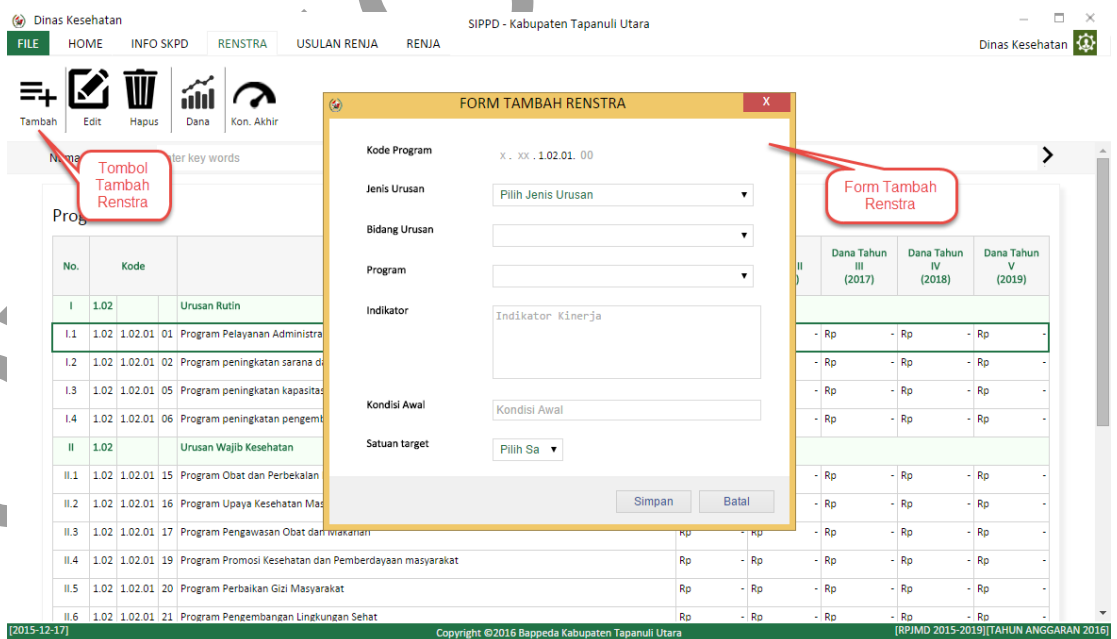 Dinas Kesehatan
SIPPD - Kabupaten Tapanuli Utara
FILE HOME INFO SKPD RENSTRA USULAN RENJA RENJA
Dinas Kesehatan
Tambah Edit Hapus Dana Kon. Akhir
key words
Tombol
Tambah
Renstra
FORM TAMBAH RENSTRA X
Kode Program x . xx . 1.02.01. 00
Jenis Urusan Pilih Jenis Urusan
Bidang Urusan
Program
Indikator Indikator Kinerja
Kondisi Awal Kondisi Awal
Satuan target Pilih Sa
Simpan Batal
Form Tambah
Renstra
No. Kode
Dana Tahun
III
(2017)
Dana Tahun
IV
(2018)
Dana Tahun
V
(2019)
I 1.02 Urusan Rutin
I.1 1.02 1.02.01 01 Program Pelayanan Administra - Rp - Rp - Rp -
I.2 1.02 1.02.01 02 Program peningkatan sarana - Rp - Rp - Rp -
I.3 1.02 1.02.01 05 Program peningkatan kapasitas - Rp - Rp - Rp -
I.4 1.02 1.02.01 06 Program peningkatan pengem - Rp - Rp - Rp -
II 1.02 Urusan Wajib Kesehatan
II.1 1.02 1.02.01 15 Program Obat dan Perbekalan - Rp - Rp - Rp -
II.2 1.02 1.02.01 16 Program Upaya Kesehatan Mas - Rp - Rp - Rp -
II.3 1.02 1.02.01 17 Program Pengawasan Obat dan Makanan Rp - Rp - Rp - Rp - Rp -
II.4 1.02 1.02.01 19 Program Promosi Kesehatan dan Pemberdayaan masyarakat Rp - Rp - Rp - Rp - Rp -
II.5 1.02 1.02.01 20 Program Perbaikan Gizi Masyarakat Rp - Rp - Rp - Rp - Rp -
II.6 1.02 1.02.01 21 Program Pengembangan Lingkungan Sehat Rp - Rp - Rp - Rp - Rp -
[2015-12-17] Copyright ©2016 Bappeda Kabupaten Tapanuli Utara [RPJMD 2015-2019][TAHUN ANGGARAN 2016]